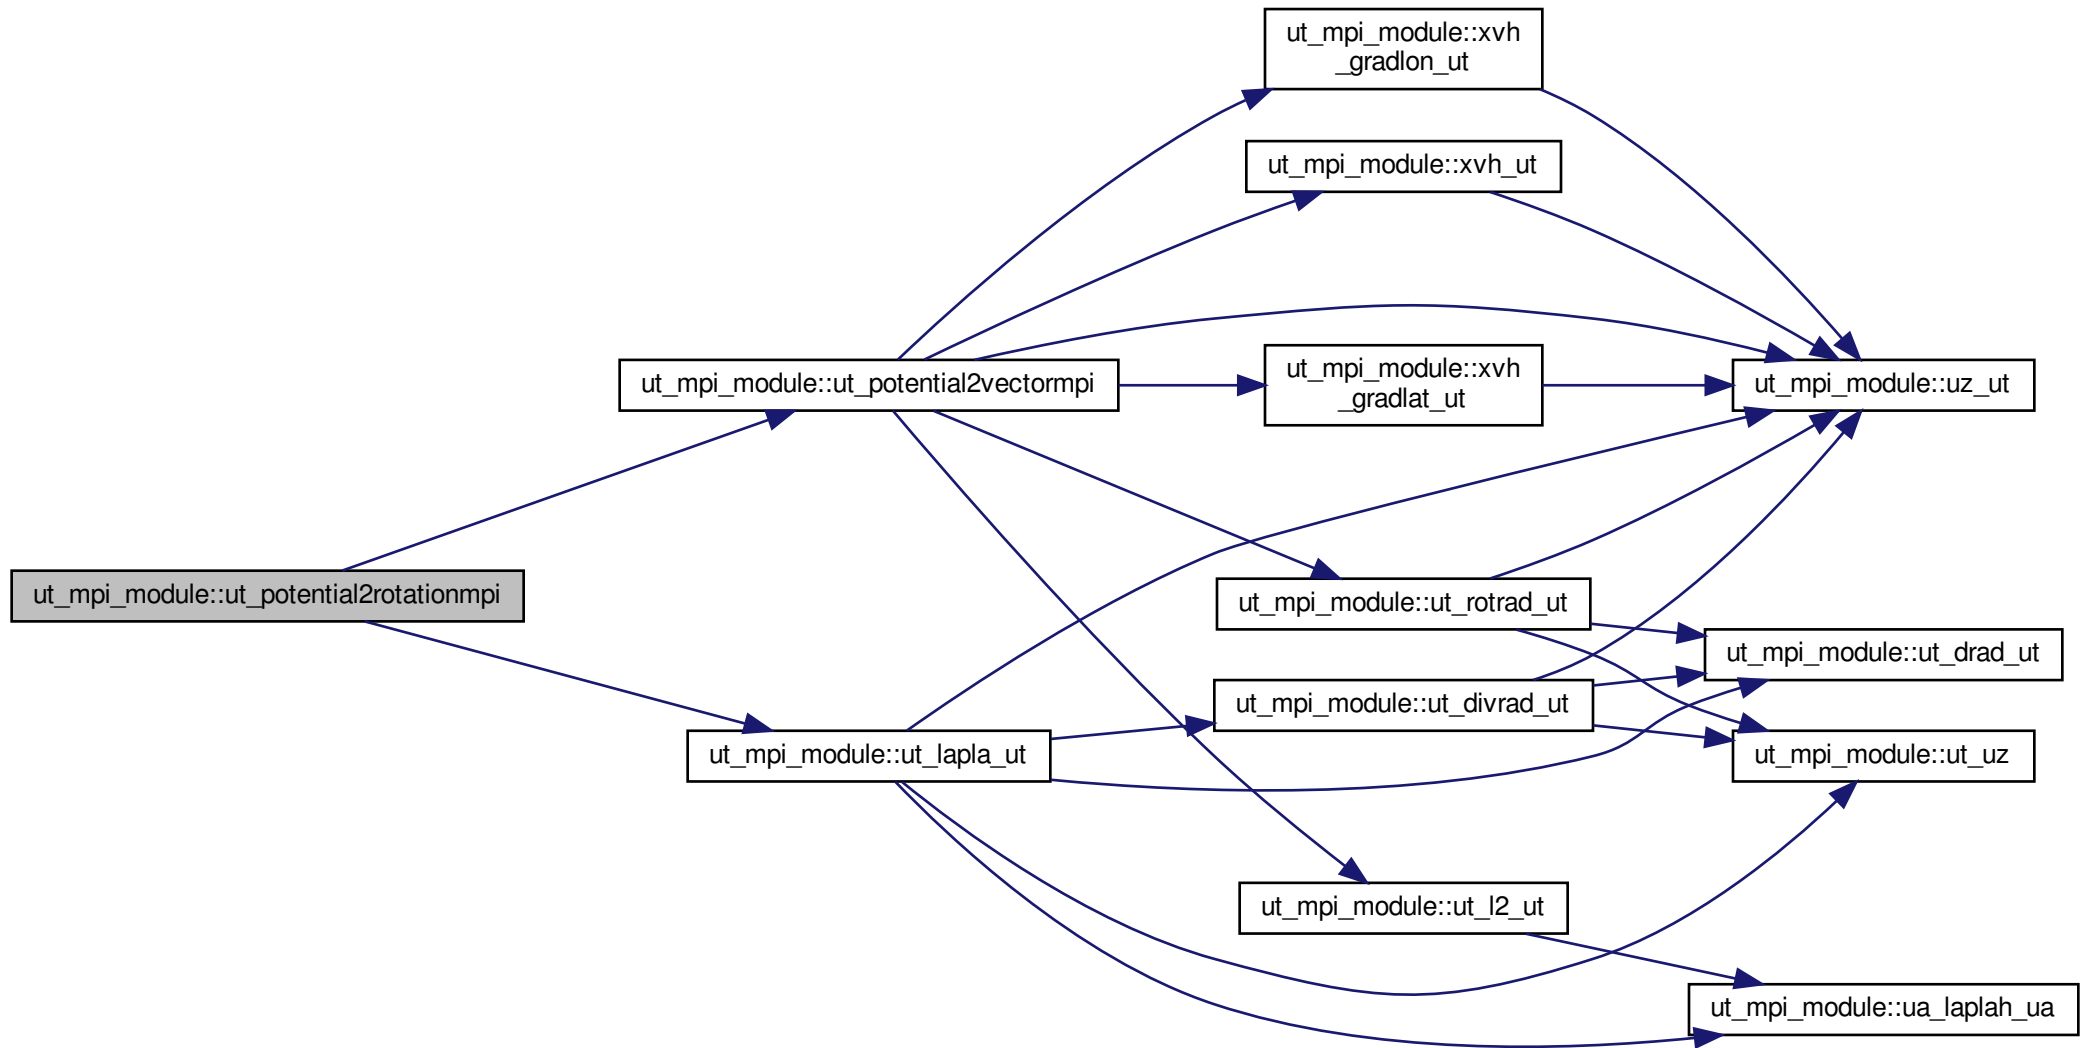 ut_mpi_module::xvh
_gradlon_ut
ut_mpi_module::xvh_ut
ut_mpi_module::ut_potential2vectormpi
ut_mpi_module::xvh
_gradlat_ut
ut_mpi_module::uz_ut
ut_mpi_module::ut_potential2rotationmpi
ut_mpi_module::ut_rotrad_ut
ut_mpi_module::ut_drad_ut
ut_mpi_module::ut_divrad_ut
ut_mpi_module::ut_lapla_ut
ut_mpi_module::ut_uz
ut_mpi_module::ut_l2_ut
ut_mpi_module::ua_laplah_ua